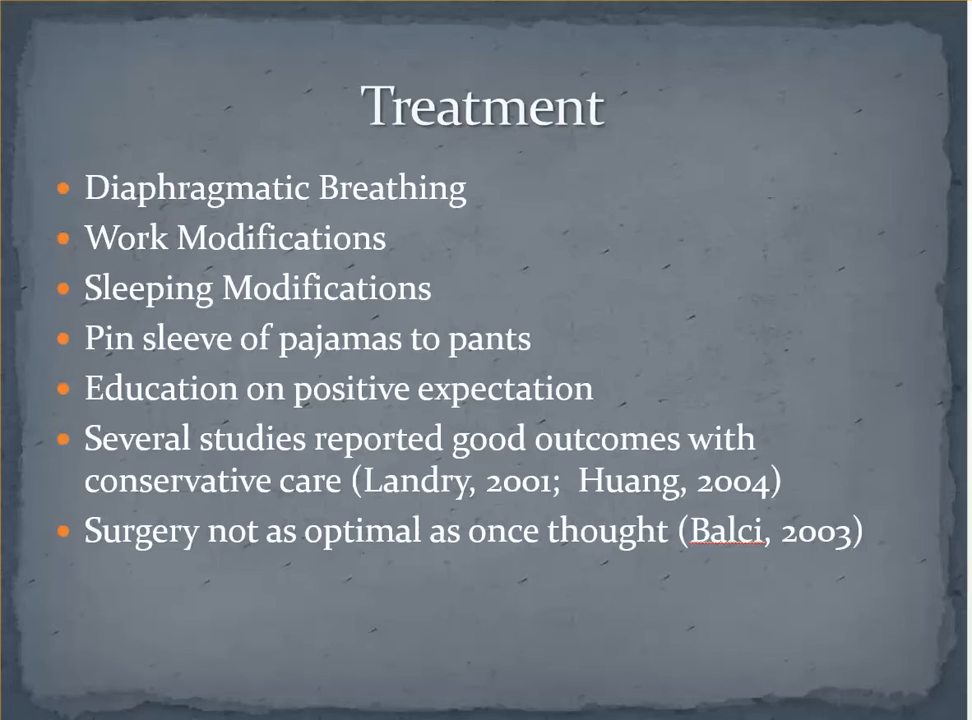 Treatment
• Diaphragmatic Breathing
• Work Modifications
• Sleeping Modifications
• Pin sleeve of pajamas to pants
• Education on positive expectation
• Several studies reported good outcomes with
conservative care (Landry, 2001;  Huang, 2004)
• Surgery not as optimal as once thought (Balci, 2003)